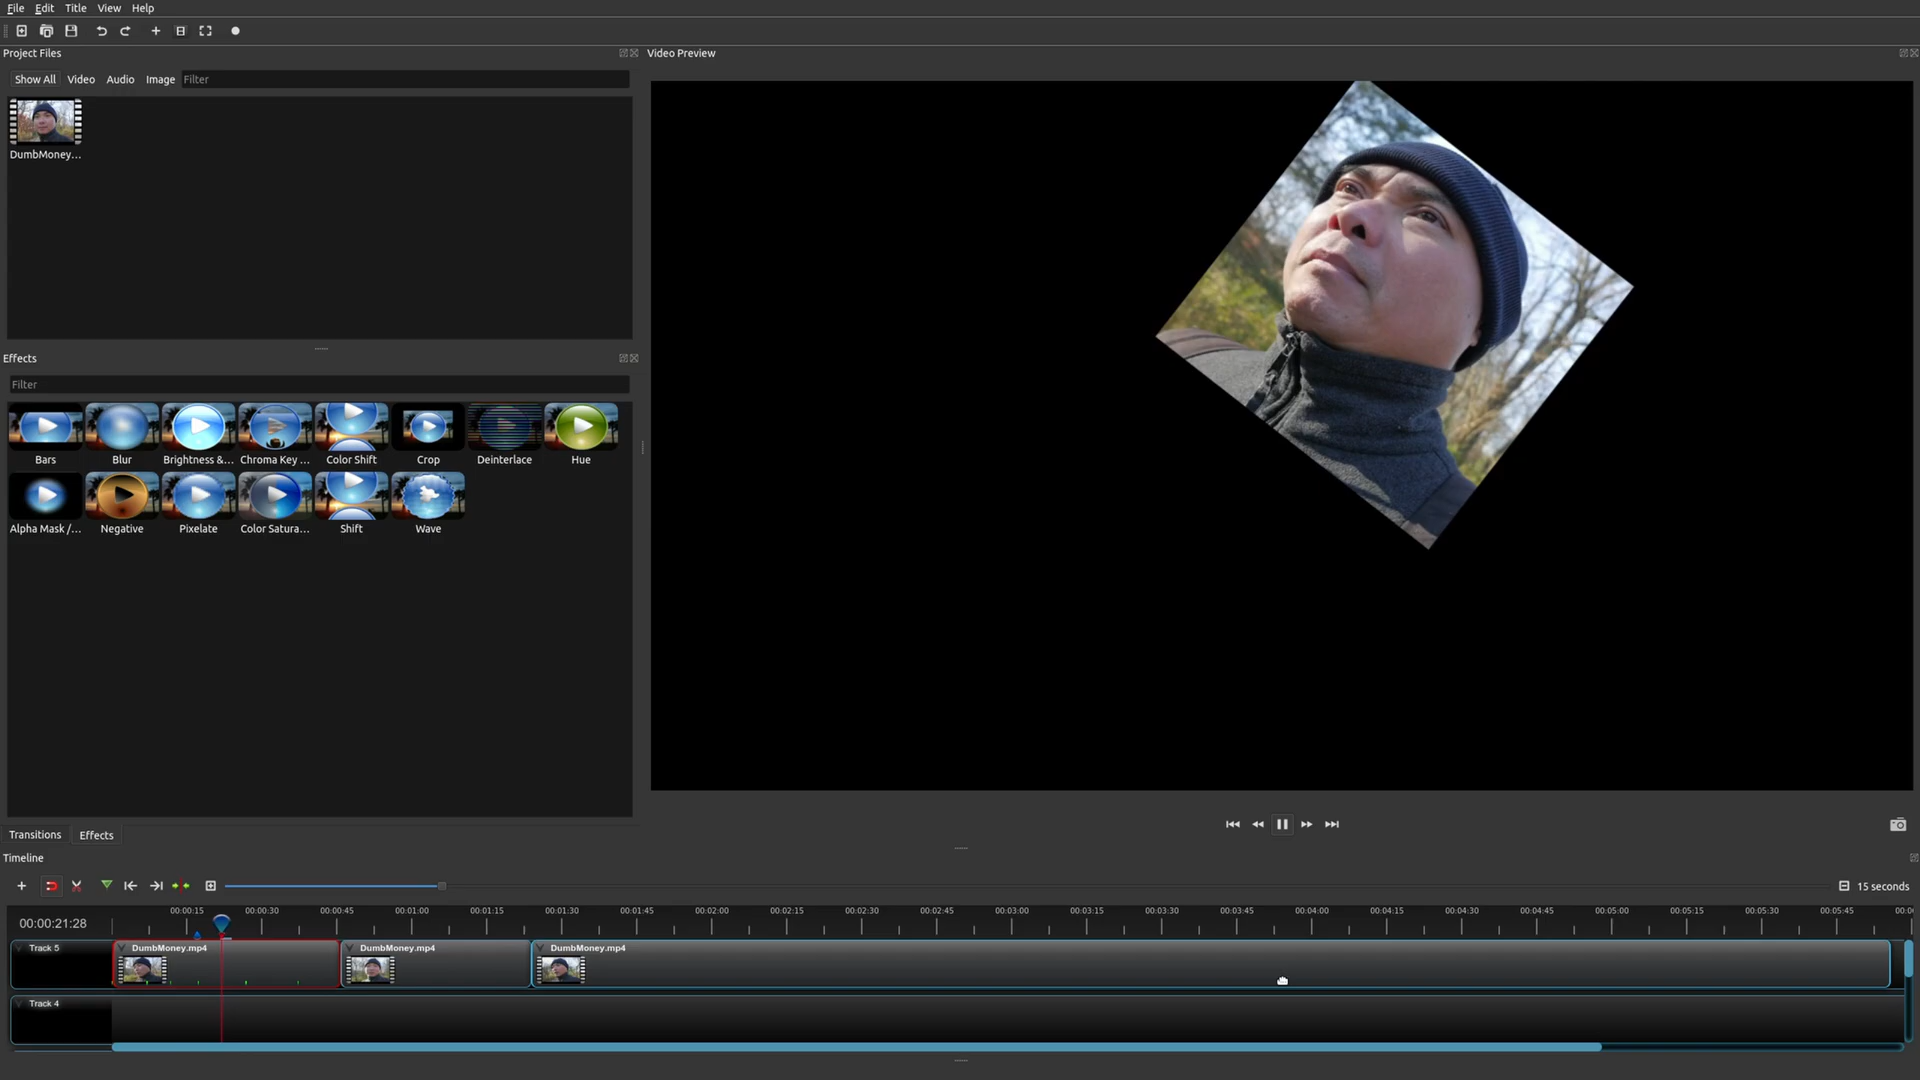 File Edit Title View Help
Project Files
Video Preview
Show All Video Audio Image Filter
DumbMoney...
Effects
Filter
Bars Blur Brightness &... Chroma Key ... Color Shift Crop Deinterlace Hue
Alpha Mask /... Negative Pixelate Color Satura... Shift Wave
Transitions Effects
Timeline
15 seconds
00:00:21:28
00:00:15 00:00:30 00:00:45 00:01:00 00:01:15 00:01:30 00:01:45 00:02:00 00:02:15 00:02:30 00:02:45 00:03:00 00:03:15 00:03:30 00:03:45 00:04:00 00:04:15 00:04:30 00:04:45 00:05:00 00:05:15 00:05:30 00:05:45
Track 5 DumbMoney.mp4 DumbMoney.mp4 DumbMoney.mp4
Track 4